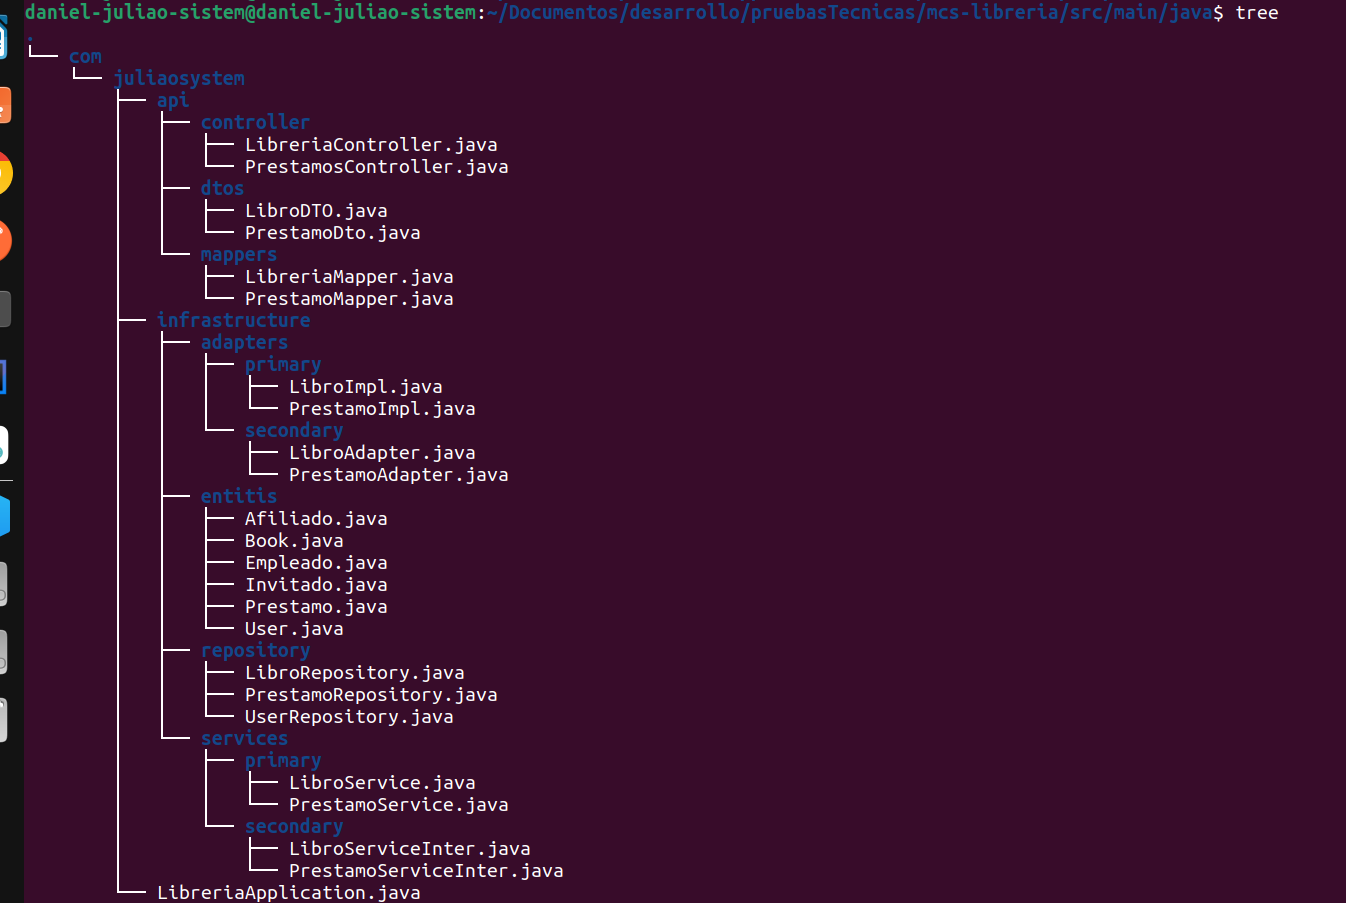 daniel-juliao-sistem@daniel-juliao-sistem:~/Documentos/desarrollo/pruebasTecnicas/mcs-libreria/src/main/java$ tree
.
└── com
    └── juliaosystem
        ├── api
        │   ├── controller
        │   │   ├── LibreriaController.java
        │   │   └── PrestamosController.java
        │   ├── dtos
        │   │   ├── LibroDTO.java
        │   │   └── PrestamoDto.java
        │   └── mappers
        │       ├── LibreriaMapper.java
        │       └── PrestamoMapper.java
        ├── infrastructure
        │   ├── adapters
        │   │   ├── primary
        │   │   │   ├── LibroImpl.java
        │   │   │   └── PrestamoImpl.java
        │   │   └── secondary
        │   │       ├── LibroAdapter.java
        │   │       └── PrestamoAdapter.java
        │   ├── entitis
        │   │   ├── Afiliado.java
        │   │   ├── Book.java
        │   │   ├── Empleado.java
        │   │   ├── Invitado.java
        │   │   ├── Prestamo.java
        │   │   └── User.java
        │   ├── repository
        │   │   ├── LibroRepository.java
        │   │   ├── PrestamoRepository.java
        │   │   └── UserRepository.java
        │   └── services
        │       ├── primary
        │       │   ├── LibroService.java
        │       │   └── PrestamoService.java
        │       └── secondary
        │           ├── LibroServiceInter.java
        │           └── PrestamoServiceInter.java
        └── LibreriaApplication.java